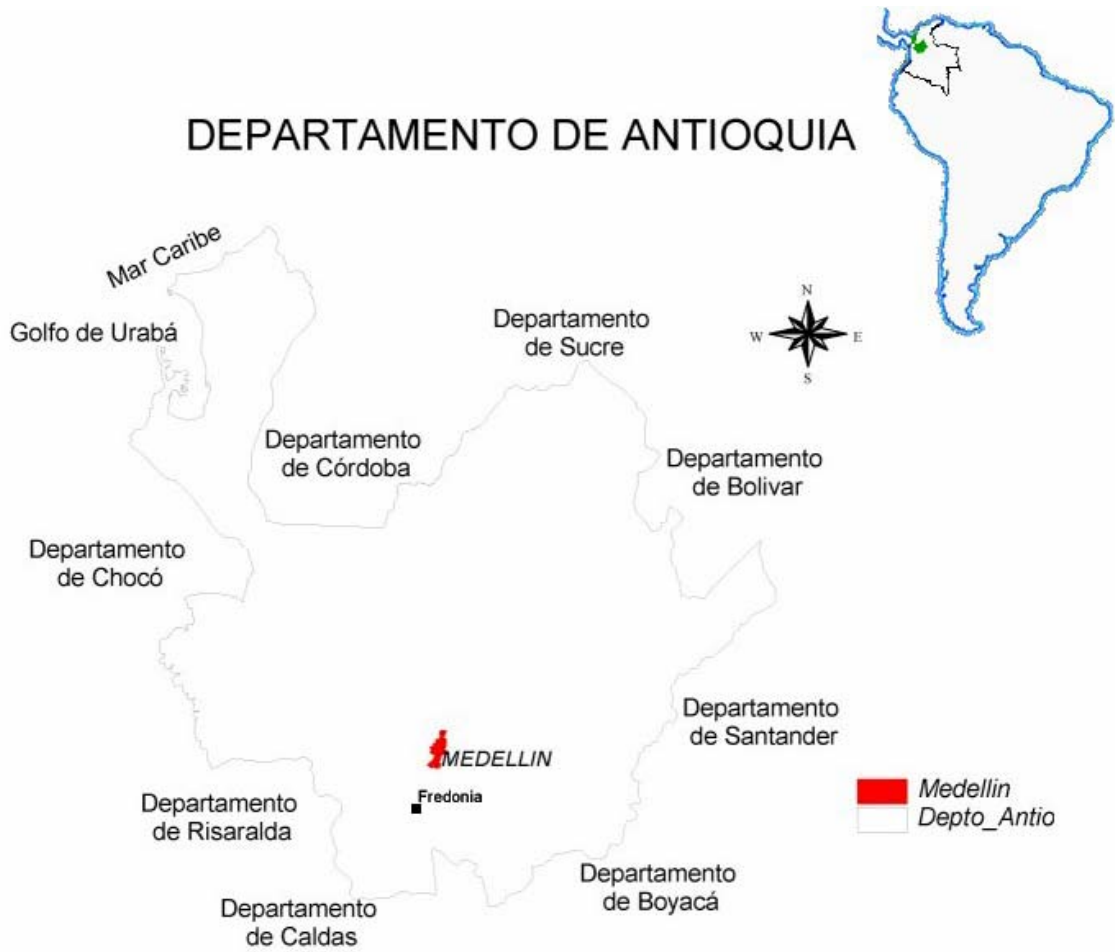 DEPARTAMENTO DE ANTIOQUIA
Mar Caribe
Golfo de Urabá
Departamento
de Sucre
N
W
E
S
Departamento
de Córdoba
Departamento
de Bolivar
Departamento
de Chocó
Departamento
de Santander
MEDELLIN
Fredonia
Medellin
Depto_Antio
Departamento
de Risaralda
Departamento
de Boyacá
Departamento
de Caldas